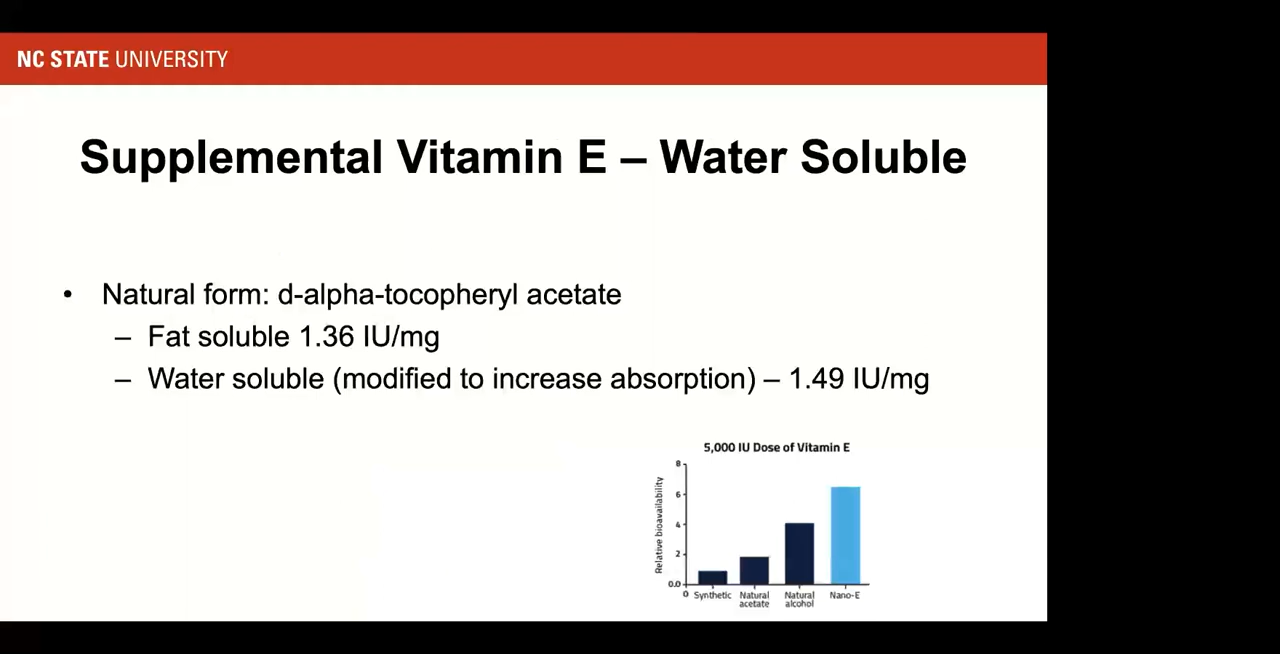 NC STATE UNIVERSITY
Supplemental Vitamin E – Water Soluble
• Natural form: d-alpha-tocopheryl acetate
– Fat soluble 1.36 IU/mg
– Water soluble (modified to increase absorption) – 1.49 IU/mg
5,000 IU Dose of Vitamin E
Relative bioavailability
8
6
4
2
0.0
0 Synthetic Natural acetate Natural alcohol Nano-E